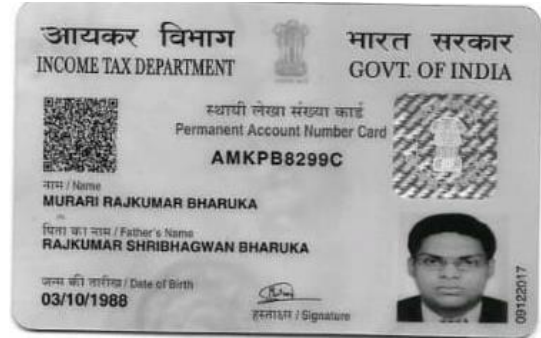 आयकर विभाग
INCOME TAX DEPARTMENT
भारत सरकार
GOVT. OF INDIA
स्थायी लेखा संख्या कार्ड
Permanent Account Number Card
AMKPB8299C
नाम / Name
MURARI RAJKUMAR BHARUKA
पिता का नाम / Father's Name
RAJKUMAR SHRIBHAGWAN BHARUKA
जन्म की तारीख / Date of Birth
03/10/1988
हस्ताक्षर / Signature
09122017